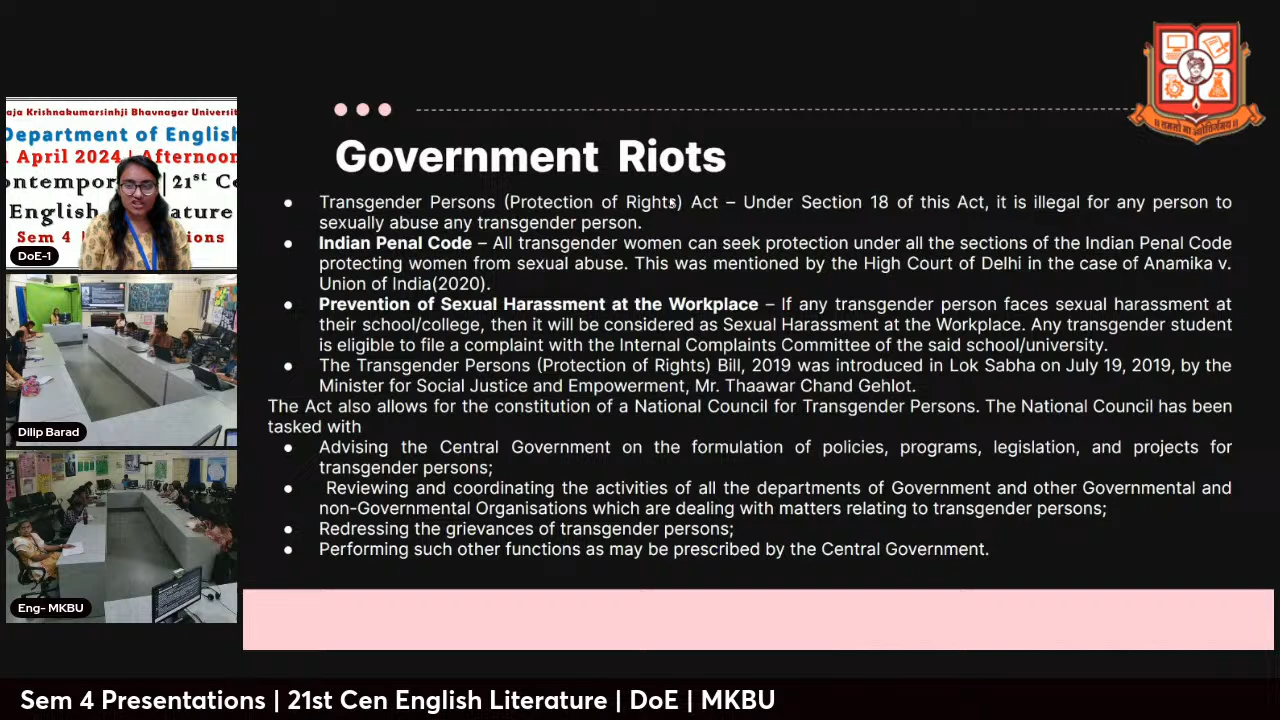 aja Krishnakumarsinhji Bhavnagar Universit
Department of English
April 2024 | Afternoon
ontempor | 21st Ce
English rature
Sem 4 ions
DoE-1
Dilip Barad
Eng- MKBU
Government Riots
● Transgender Persons (Protection of Rights) Act – Under Section 18 of this Act, it is illegal for any person to
sexually abuse any transgender person.
● Indian Penal Code – All transgender women can seek protection under all the sections of the Indian Penal Code
protecting women from sexual abuse. This was mentioned by the High Court of Delhi in the case of Anamika v.
Union of India(2020).
● Prevention of Sexual Harassment at the Workplace – If any transgender person faces sexual harassment at
their school/college, then it will be considered as Sexual Harassment at the Workplace. Any transgender student
is eligible to file a complaint with the Internal Complaints Committee of the said school/university.
● The Transgender Persons (Protection of Rights) Bill, 2019 was introduced in Lok Sabha on July 19, 2019, by the
Minister for Social Justice and Empowerment, Mr. Thaawar Chand Gehlot.
The Act also allows for the constitution of a National Council for Transgender Persons. The National Council has been
tasked with
● Advising the Central Government on the formulation of policies, programs, legislation, and projects for
transgender persons;
● Reviewing and coordinating the activities of all the departments of Government and other Governmental and
non-Governmental Organisations which are dealing with matters relating to transgender persons;
● Redressing the grievances of transgender persons;
● Performing such other functions as may be prescribed by the Central Government.
Sem 4 Presentations | 21st Cen English Literature | DoE | MKBU